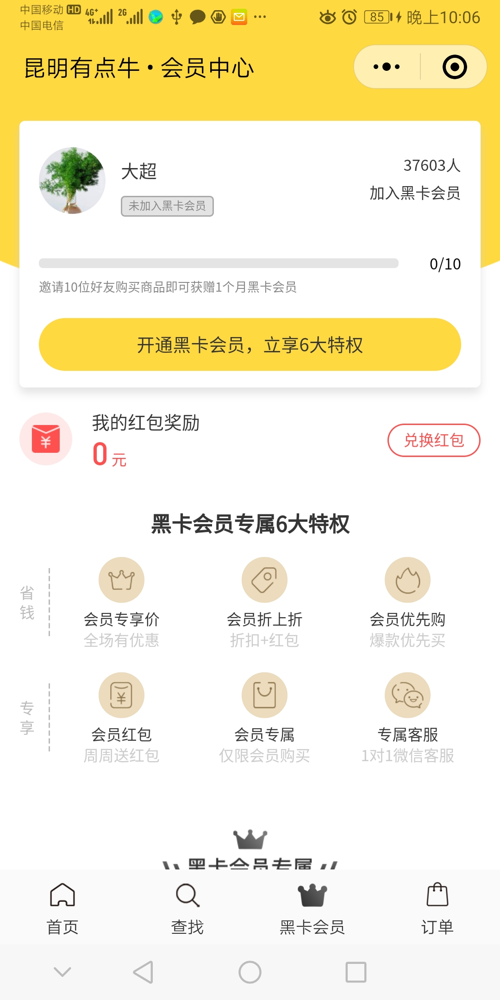 中国移动 HD 4G+ 2G 85 晚上10:06
中国电信
昆明有点牛·会员中心
大超
37603人
未加入黑卡会员
加入黑卡会员
0/10
邀请10位好友购买商品即可获赠1个月黑卡会员
开通黑卡会员，立享6大特权
我的红包奖励
0 元
兑换红包
黑卡会员专属6大特权
省钱
会员专享价 会员折上折 会员优先购
全场有优惠 折扣+红包 爆款优先买
专享
会员红包 会员专属 专属客服
周周送红包 仅限会员购买 1对1微信客服
黑卡会员专属
首页 查找 黑卡会员 订单